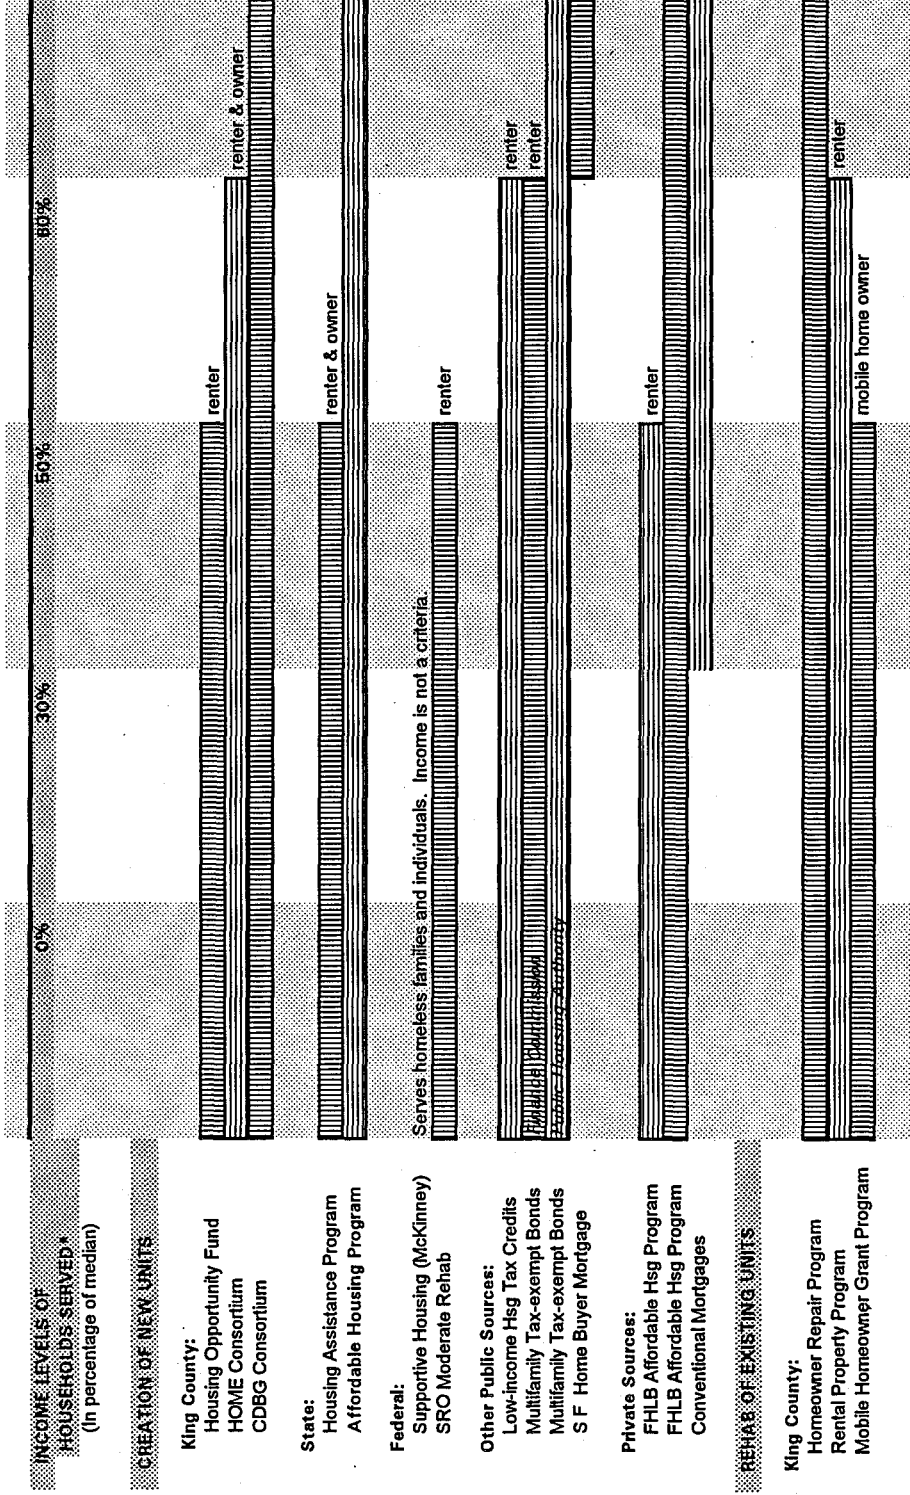 INCOME LEVELS OF
HOUSEHOLDS SERVED*
(In percentage of median)
0%
30%
50%
80%
CREATION OF NEW UNITS
King County:
Housing Opportunity Fund
renter
HOME Consortium
renter & owner
CDBG Consortium
State:
Housing Assistance Program
renter & owner
Affordable Housing Program
Federal:
Supportive Housing (McKinney)
Serves homeless families and individuals. Income is not a criteria.
SRO Moderate Rehab
renter
Other Public Sources:
Low-income Hsg Tax Credits
renter
Multifamily Tax-exempt Bonds
Finance Commission
renter
Multifamily Tax-exempt Bonds
Public Housing Authority
S F Home Buyer Mortgage
Private Sources:
FHLB Affordable Hsg Program
renter
FHLB Affordable Hsg Program
Conventional Mortgages
REHAB OF EXISTING UNITS
King County:
Homeowner Repair Program
Rental Property Program
renter
Mobile Homeowner Grant Program
mobile home owner